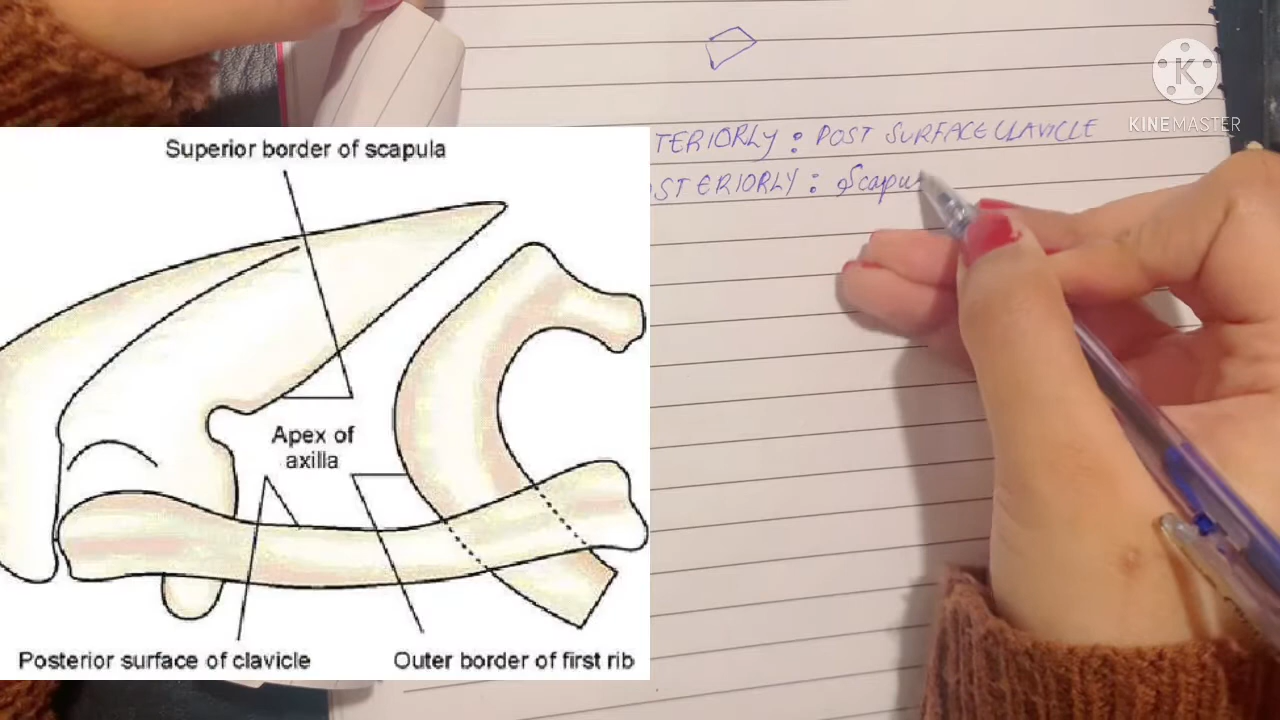 K
KINEMASTER
Superior border of scapula
TERIORLY : POST SURFACE CLAVICLE
OSTERIORLY : Scapu
Apex of
axilla
Posterior surface of clavicle
Outer border of first rib